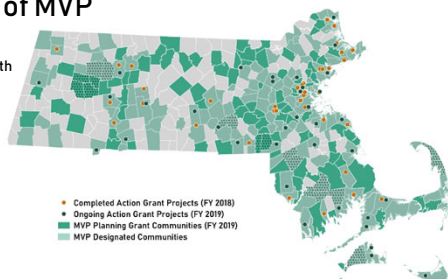 of MVP
th
Completed Action Grant Projects (FY 2018)
Ongoing Action Grant Projects (FY 2019)
MVP Planning Grant Communities (FY 2019)
MVP Designated Communities